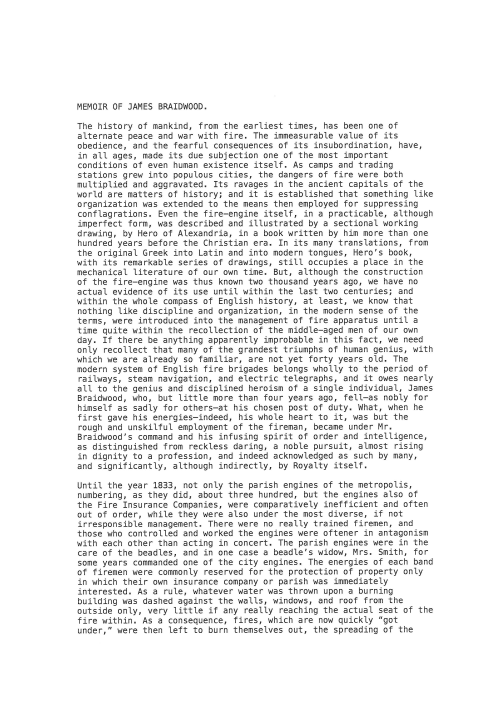 MEMOIR OF JAMES BRAIDWOOD.
The history of mankind, from the earliest times, has been one of
alternate peace and war with fire. The immeasurable value of its
obedience, and the fearful consequences of its insubordination, have,
in all ages, made its due subjection one of the most important
conditions of even human existence itself. As camps and trading
stations grew into populous cities, the dangers of fire were both
multiplied and aggravated. Its ravages in the ancient capitals of the
world are matters of history; and it is established that something like
organization was extended to the means then employed for suppressing
conflagrations. Even the fire—engine itself, in a practicable, although
imperfect form, was described and illustrated by a sectional working
drawing, by Hero of Alexandria, in a book written by him more than one
hundred years before the Christian era. In its many translations, from
the original Greek into Latin and into modern tongues, Hero's book,
with its remarkable series of drawings, still occupies a place in the
mechanical literature of our own time. But, although the construction
of the fire—engine was thus known two thousand years ago, we have no
actual evidence of its use until within the last two centuries; and
within the whole compass of English history, at least, we know that
nothing like discipline and organization, in the modern sense of the
terms, were introduced into the management of fire apparatus until a
time quite within the recollection of the middle—aged men of our own
day. If there be anything apparently improbable in this fact, we need
only recollect that many of the grandest triumphs of human genius, with
which we are already so familiar, are not yet forty years old. The
modern system of English fire brigades belongs wholly to the period of
railways, steam navigation, and electric telegraphs, and it owes nearly
all to the genius and disciplined heroism of a single individual, James
Braidwood, who, but little more than four years ago, fell—as nobly for
himself as sadly for others—at his chosen post of duty. What, when he
first gave his energies—indeed, his whole heart to it, was but the
rough and unskilful employment of the fireman, became under Mr.
Braidwood's command and his infusing spirit of order and intelligence,
as distinguished from reckless daring, a noble pursuit, almost rising
in dignity to a profession, and indeed acknowledged as such by many,
and significantly, although indirectly, by Royalty itself.
Until the year 1833, not only the parish engines of the metropolis,
numbering, as they did, about three hundred, but the engines also of
the Fire Insurance Companies, were comparatively inefficient and often
out of order, while they were also under the most diverse, if not
irresponsible management. There were no really trained firemen, and
those who controlled and worked the engines were oftener in antagonism
with each other than acting in concert. The parish engines were in the
care of the beadles, and in one case a beadle's widow, Mrs. Smith, for
some years commanded one of the city engines. The energies of each band
of firemen were commonly reserved for the protection of property only
in which their own insurance company or parish was immediately
interested. As a rule, whatever water was thrown upon a burning
building was dashed against the walls, windows, and roof from the
outside only, very little if any really reaching the actual seat of the
fire within. As a consequence, fires, which are now quickly "got
under," were then left to burn themselves out, the spreading of the